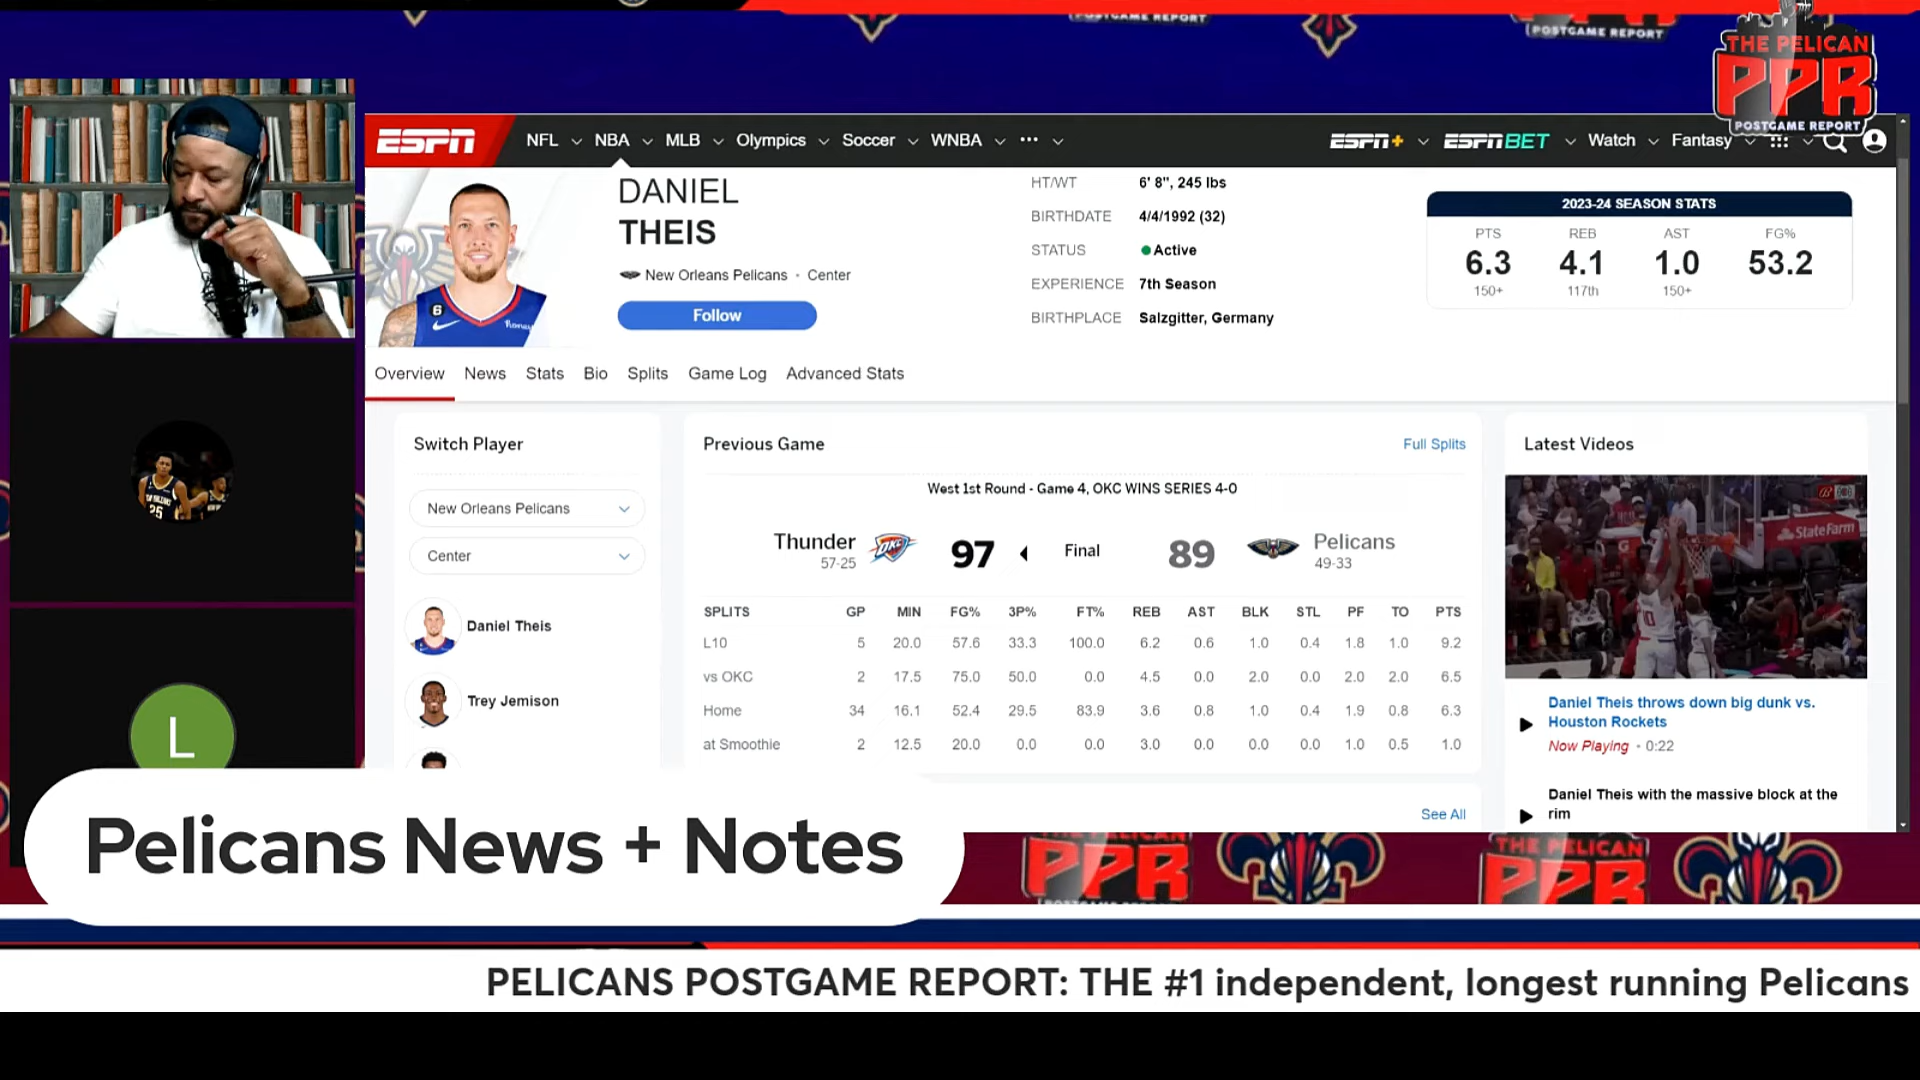 POSTGAME REPORT
POSTGAME REPORT
THE PELICAN
PPR
POSTGAME REPORT
ESPN
NFL NBA MLB Olympics Soccer WNBA ••• ESPN+ ESPN BET Watch Fantasy
DANIEL
THEIS
New Orleans Pelicans • Center
Follow
6
HT/WT 6' 8", 245 lbs
BIRTHDATE 4/4/1992 (32)
STATUS Active
EXPERIENCE 7th Season
BIRTHPLACE Salzgitter, Germany
2023-24 SEASON STATS
PTS REB AST FG%
6.3 4.1 1.0 53.2
150+ 117th 150+
Overview News Stats Bio Splits Game Log Advanced Stats
Switch Player
New Orleans Pelicans
Center
Daniel Theis
Trey Jemison
Previous Game
Full Splits
West 1st Round - Game 4, OKC WINS SERIES 4-0
Thunder 97 Final 89 Pelicans
57-25 49-33
SPLITS GP MIN FG% 3P% FT% REB AST BLK STL PF TO PTS
L10 5 20.0 57.6 33.3 100.0 6.2 0.6 1.0 0.4 1.8 1.0 9.2
vs OKC 2 17.5 75.0 50.0 0.0 4.5 0.0 2.0 0.0 2.0 2.0 6.5
Home 34 16.1 52.4 29.5 83.9 3.6 0.8 1.0 0.4 1.9 0.8 6.3
at Smoothie 2 12.5 20.0 0.0 0.0 3.0 0.0 0.0 0.0 1.0 0.5 1.0
See All
Latest Videos
StateFarm
Daniel Theis throws down big dunk vs.
Houston Rockets
Now Playing • 0:22
Daniel Theis with the massive block at the
rim
25
L
Pelicans News + Notes
PPR
THE PELICAN
PPR
PELICANS POSTGAME REPORT: THE #1 independent, longest running Pelicans